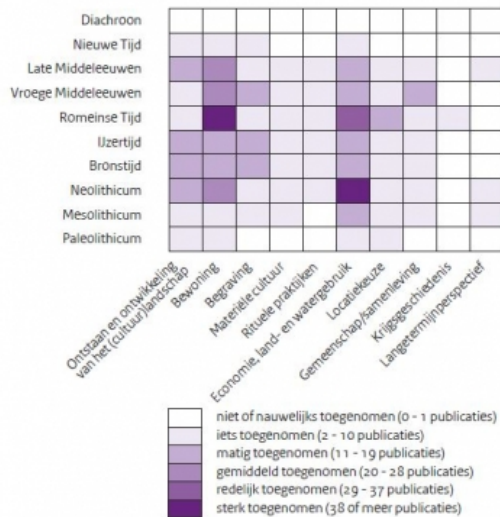 Diachroon
Nieuwe Tijd
Late Middeleeuwen
Vroege Middeleeuwen
Romeinse Tijd
IJzertijd
Bronstijd
Neolithicum
Mesolithicum
Paleolithicum
Ontstaan en ontwikkeling
van het (cultuur)landschap
Bewoning
Begraving
Materiële cultuur
Rituele praktijken
Economie, land- en watergebruik
Locatiekeuze
Gemeenschap/samenleving
Krijgsgeschiedenis
Langetermijnperspectief
niet of nauwelijks toegenomen (0 - 1 publicaties)
iets toegenomen (2 - 10 publicaties)
matig toegenomen (11 - 19 publicaties)
gemiddeld toegenomen (20 - 28 publicaties)
redelijk toegenomen (29 - 37 publicaties)
sterk toegenomen (38 of meer publicaties)